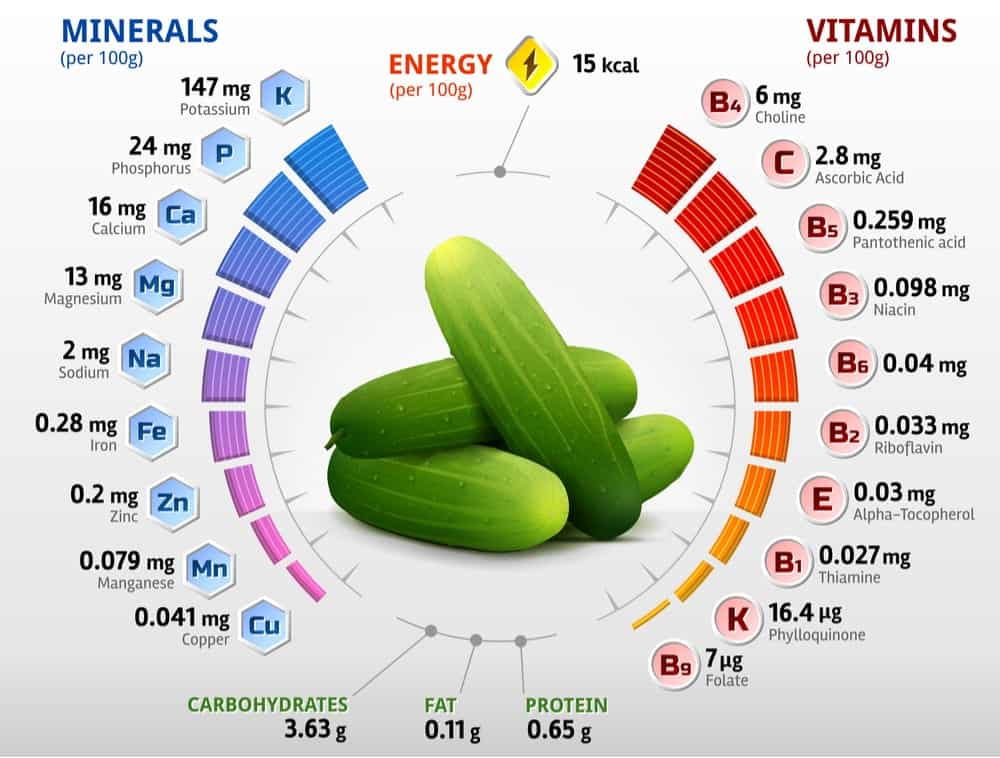 MINERALS
(per 100g)
147 mg
Potassium
K
24 mg
Phosphorus
P
16 mg
Calcium
Ca
13 mg
Magnesium
Mg
2 mg
Sodium
Na
0.28 mg
Iron
Fe
0.2 mg
Zinc
Zn
0.079 mg
Manganese
Mn
0.041 mg
Copper
Cu
ENERGY
(per 100g)
15 kcal
VITAMINS
(per 100g)
B4
6 mg
Choline
C
2.8 mg
Ascorbic Acid
B5
0.259 mg
Pantothenic acid
B3
0.098 mg
Niacin
B6
0.04 mg
B2
0.033 mg
Riboflavin
E
0.03 mg
Alpha-Tocopherol
B1
0.027 mg
Thiamine
K
16.4 µg
Phylloquinone
B9
7 µg
Folate
CARBOHYDRATES
3.63 g
FAT
0.11 g
PROTEIN
0.65 g